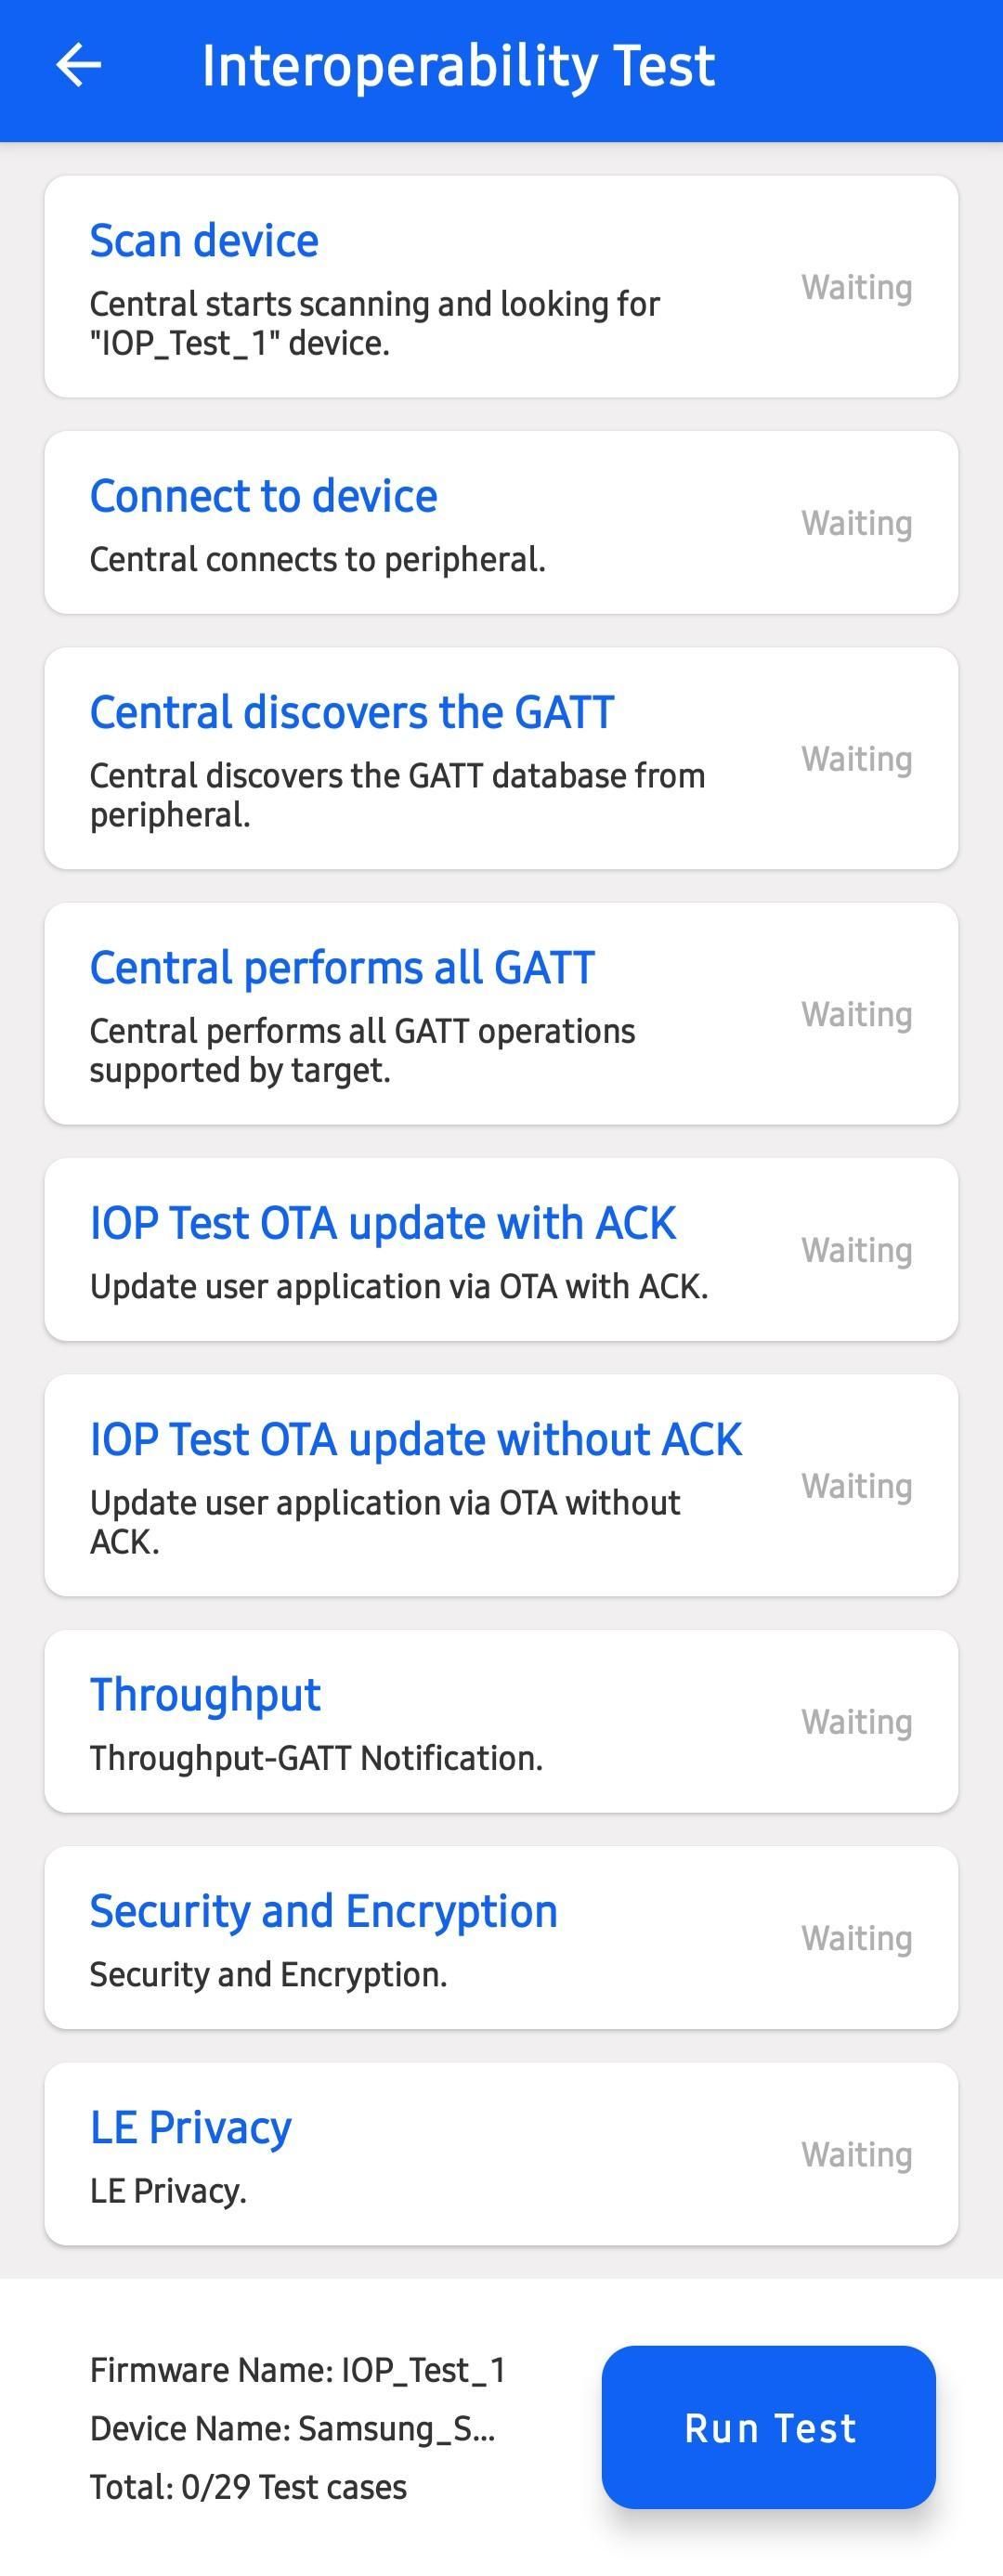 Interoperability Test
Scan device
Central starts scanning and looking for
"IOP_Test_1" device.
Waiting
Connect to device
Central connects to peripheral.
Waiting
Central discovers the GATT
Central discovers the GATT database from
peripheral.
Waiting
Central performs all GATT
Central performs all GATT operations
supported by target.
Waiting
IOP Test OTA update with ACK
Update user application via OTA with ACK.
Waiting
IOP Test OTA update without ACK
Update user application via OTA without
ACK.
Waiting
Throughput
Throughput-GATT Notification.
Waiting
Security and Encryption
Security and Encryption.
Waiting
LE Privacy
LE Privacy.
Waiting
Firmware Name: IOP_Test_1
Device Name: Samsung_S...
Total: 0/29 Test cases
Run Test